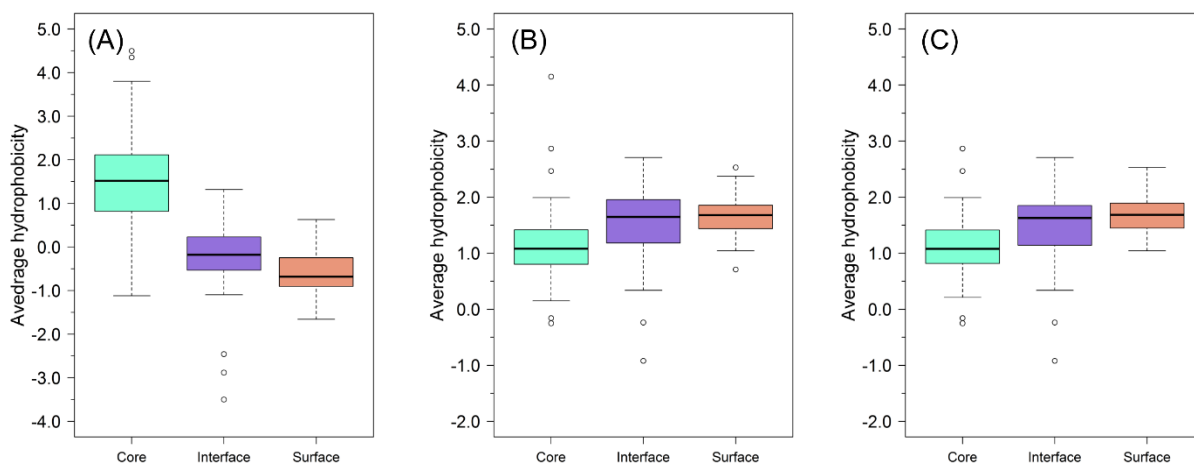 (A)
Avedrage hydrophobicity
5.0
4.0
3.0
2.0
1.0
0.0
-1.0
-2.0
-3.0
-4.0
Core Interface Surface
(B)
Average hydrophobicity
5.0
4.0
3.0
2.0
1.0
0.0
-1.0
-2.0
Core Interface Surface
(C)
Average hydrophobicity
5.0
4.0
3.0
2.0
1.0
0.0
-1.0
-2.0
Core Interface Surface